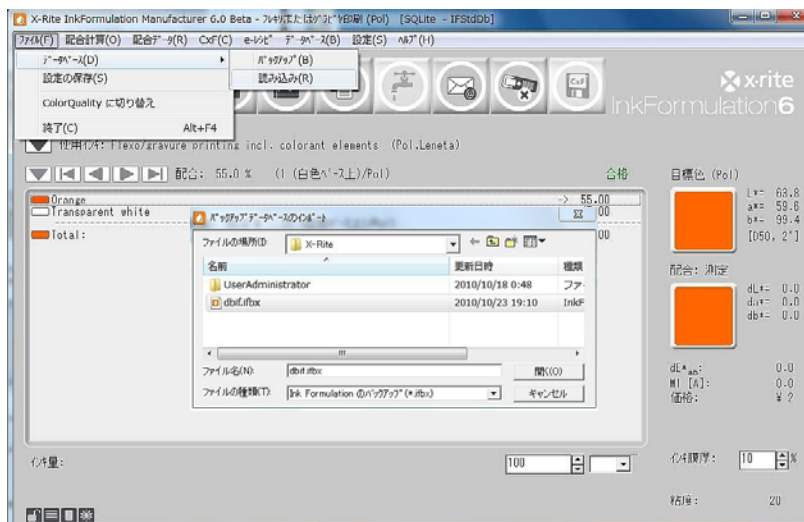 X-Rite InkFormulation Manufacturer 6.0 Beta - ﾌﾚｷｿまたはｸﾞﾗﾋﾞﾔ印刷 (Pol) [SQLite - IFStdDb]
ﾌｧｲﾙ(F) 配合計算(O) 配合ﾃﾞｰﾀ(R) CxF(C) e-ﾚｼﾋﾟ ﾃﾞｰﾀﾍﾞｰｽ(B) 設定(S) ﾍﾙﾌﾟ(H)
ﾃﾞｰﾀﾍﾞｰｽ(D)
ﾊﾞｯｸｱｯﾌﾟ(B)
設定の保存(S)
読み込み(R)
ColorQuality に切り替え
終了(C) Alt+F4
CxF
x-rite
InkFormulation6
使用ｲﾝｷ: Flexo/gravure printing incl. colorant elements (Pol.Leneta)
配合: 55.0 % (1 (白色ﾍﾞｰｽ上)/Pol)
合格
目標色 (Pol)
Orange -> 55.00
Transparent white
00
Total:
00
L*= 63.8
a*= 59.6
b*= 99.4
[D50, 2°]
ﾊﾞｯｸｱｯﾌﾟﾃﾞｰﾀﾍﾞｰｽのｲﾝﾎﾟｰﾄ
ファイルの場所(I): X-Rite
名前 更新日時 種類
UserAdministrator 2010/10/18 0:48 ファ
dbif.ifbx 2010/10/23 19:10 InkF
ファイル名(N): dbif.ifbx 開く(O)
ファイルの種類(T): Ink Formulation のﾊﾞｯｸｱｯﾌﾟ (*.ifbx) キャンセル
配合: 測定
dL*= 0.0
da*= 0.0
db*= 0.0
dE*ab: 0.0
M1 [A]: 0.0
価格: ¥ 2
ｲﾝｷ量: 100
ｲﾝｷ膜厚: 10 %
粘度: 20